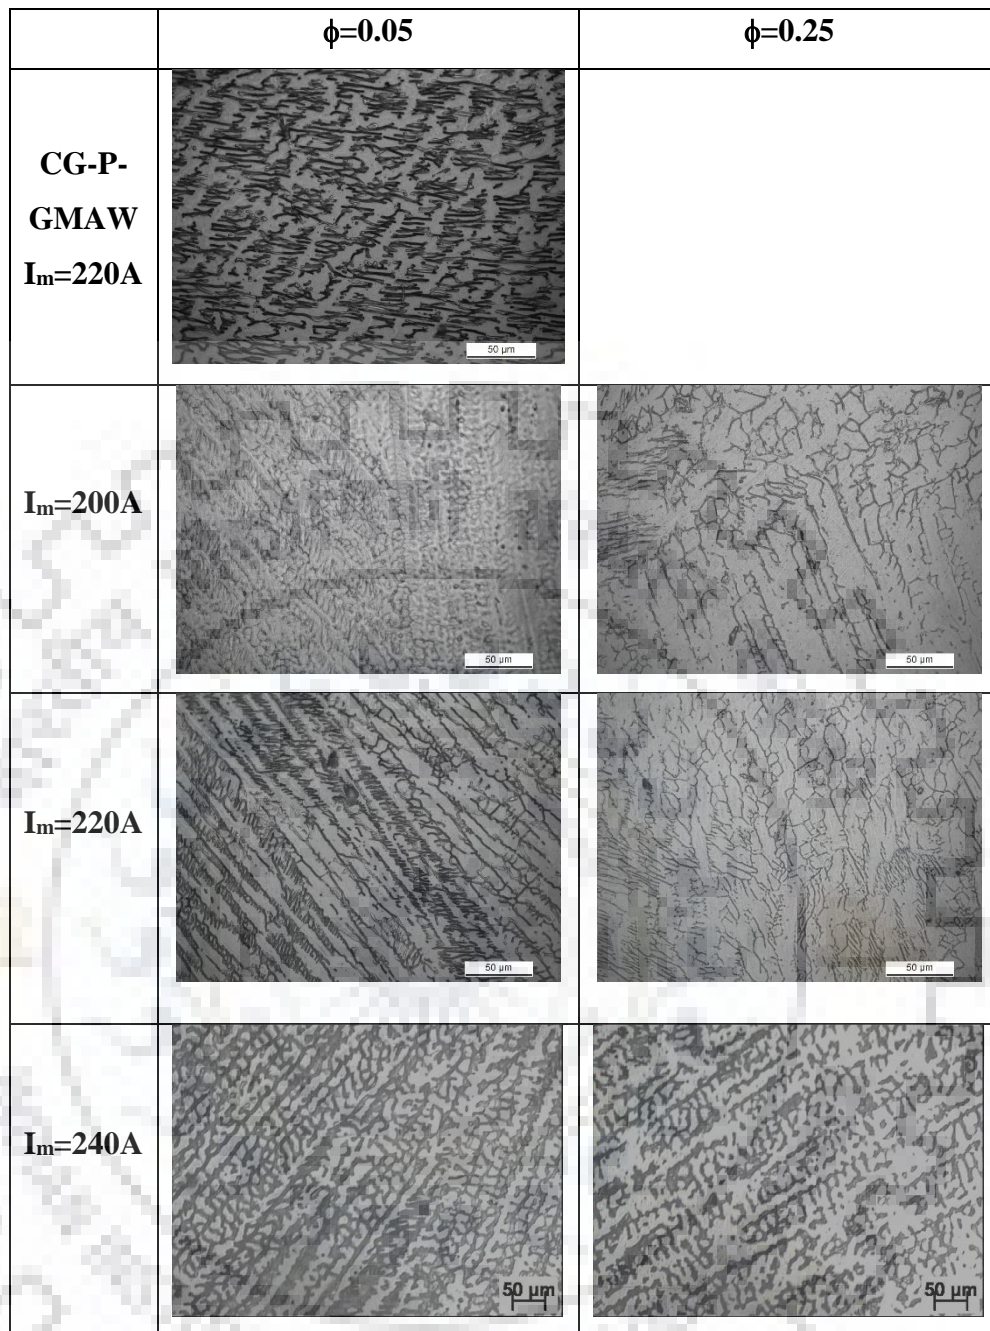 ϕ=0.05 ϕ=0.25
CG-P-
GMAW
Im=220A
50 µm
Im=200A
50 µm 50 µm
Im=220A
50 µm 50 µm
Im=240A
50 µm 50 µm